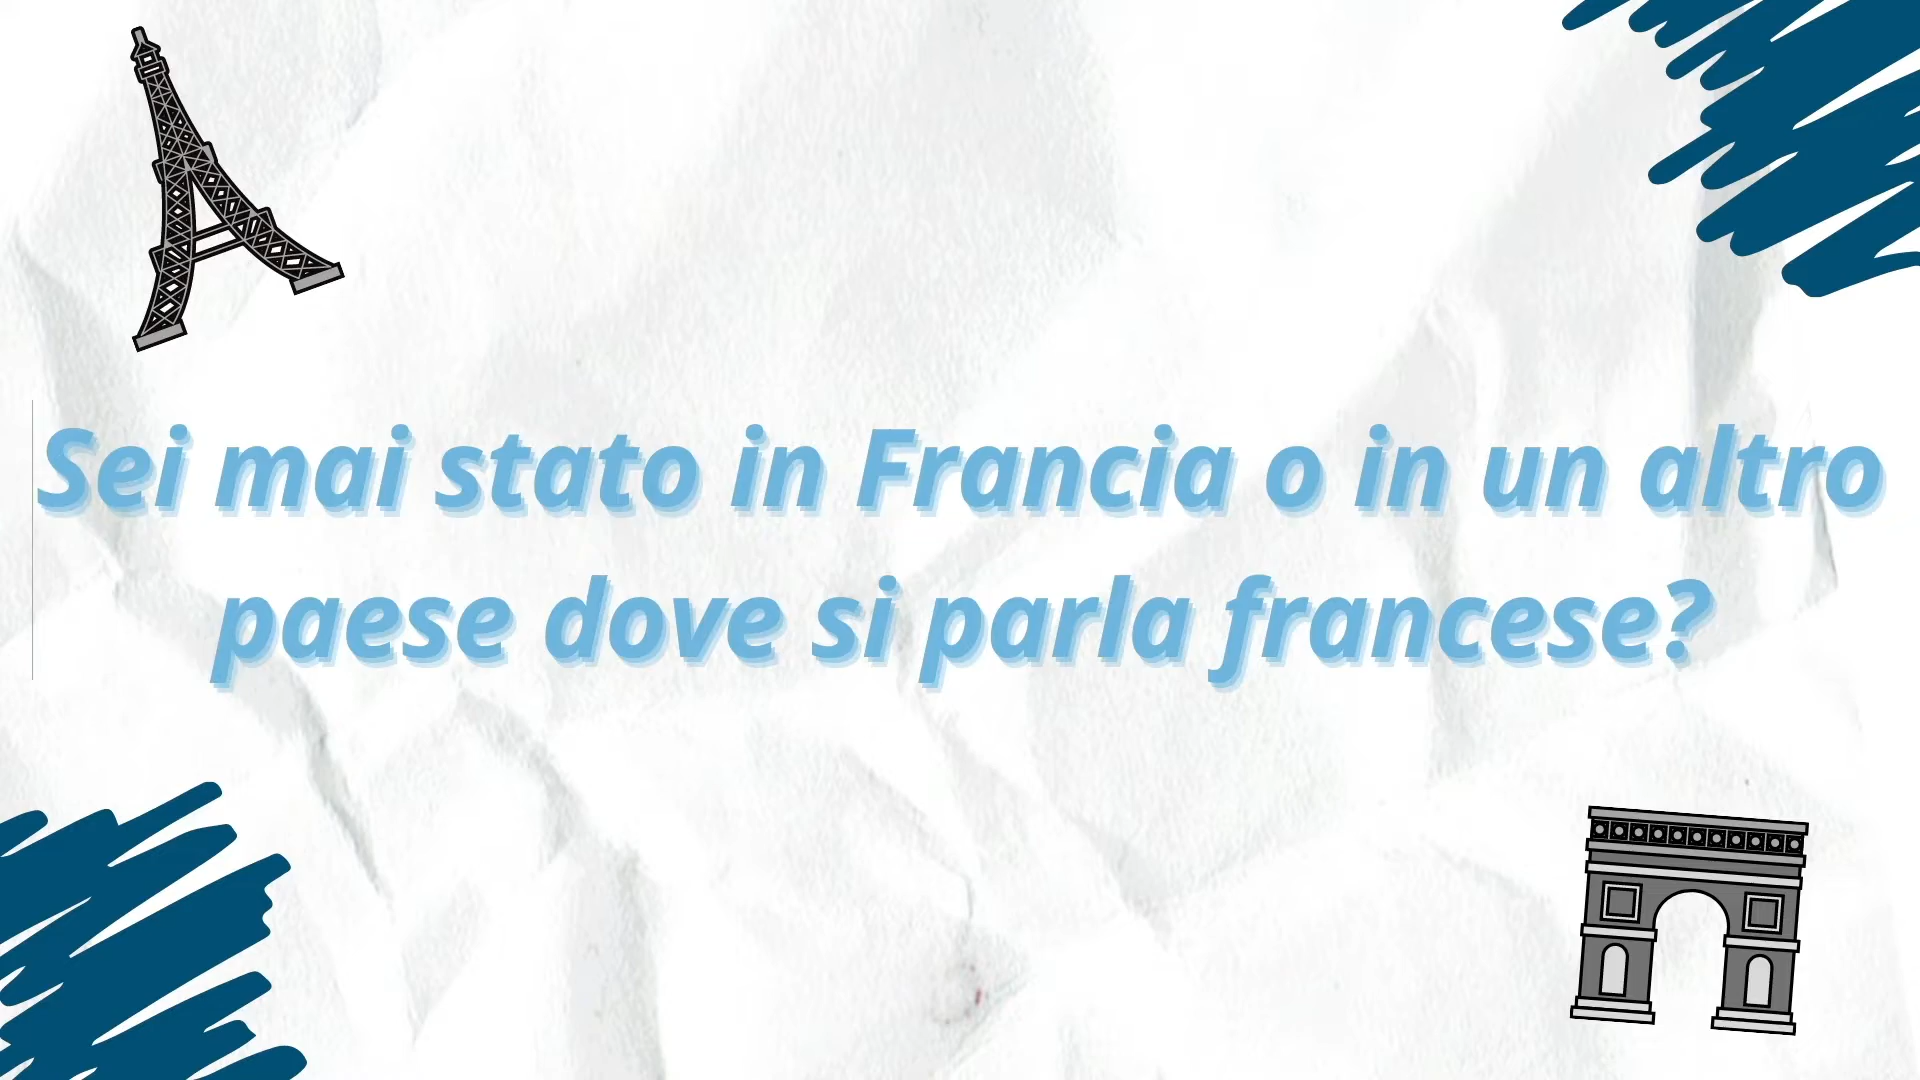 Sei mai stato in Francia o in un altro
paese dove si parla francese?